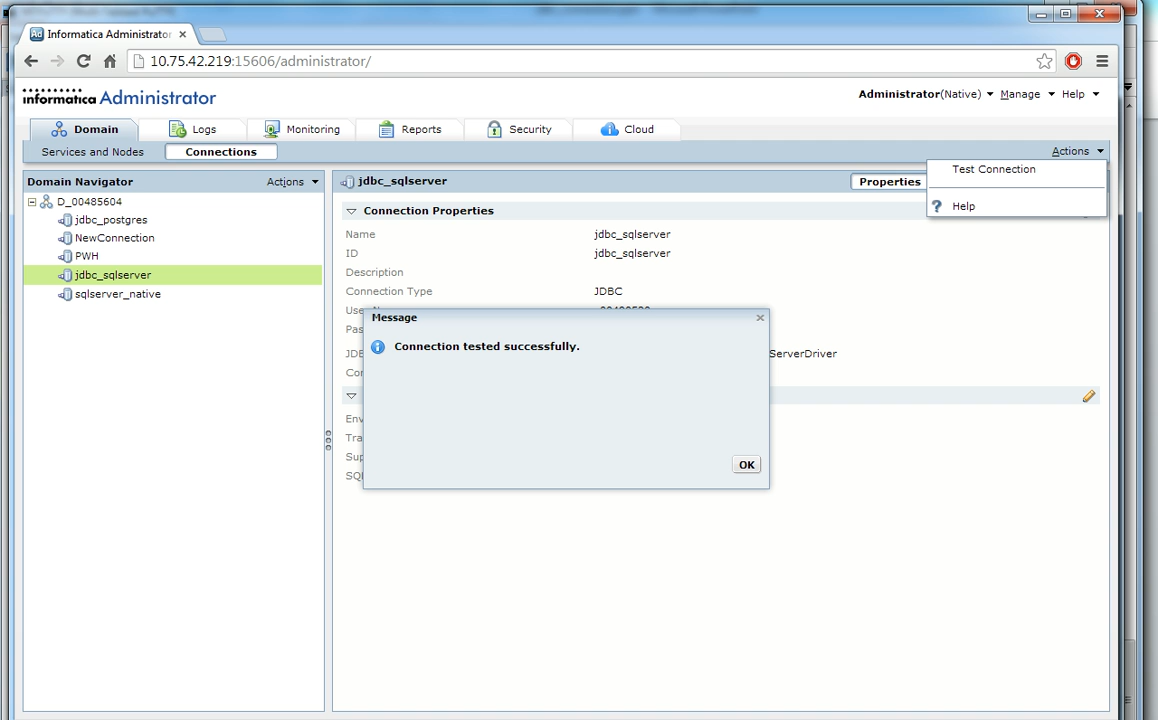 Informatica Administrator
10.75.42.219:15606/administrator/
informatica Administrator
Administrator(Native) Manage Help
Domain Logs Monitoring Reports Security Cloud
Services and Nodes Connections Actions
Test Connection
Help
Domain Navigator Actions
D_00485604
jdbc_postgres
NewConnection
PWH
jdbc_sqlserver
sqlserver_native
jdbc_sqlserver Properties
Connection Properties
Name jdbc_sqlserver
ID jdbc_sqlserver
Description
Connection Type JDBC
ServerDriver
Message
Connection tested successfully.
OK